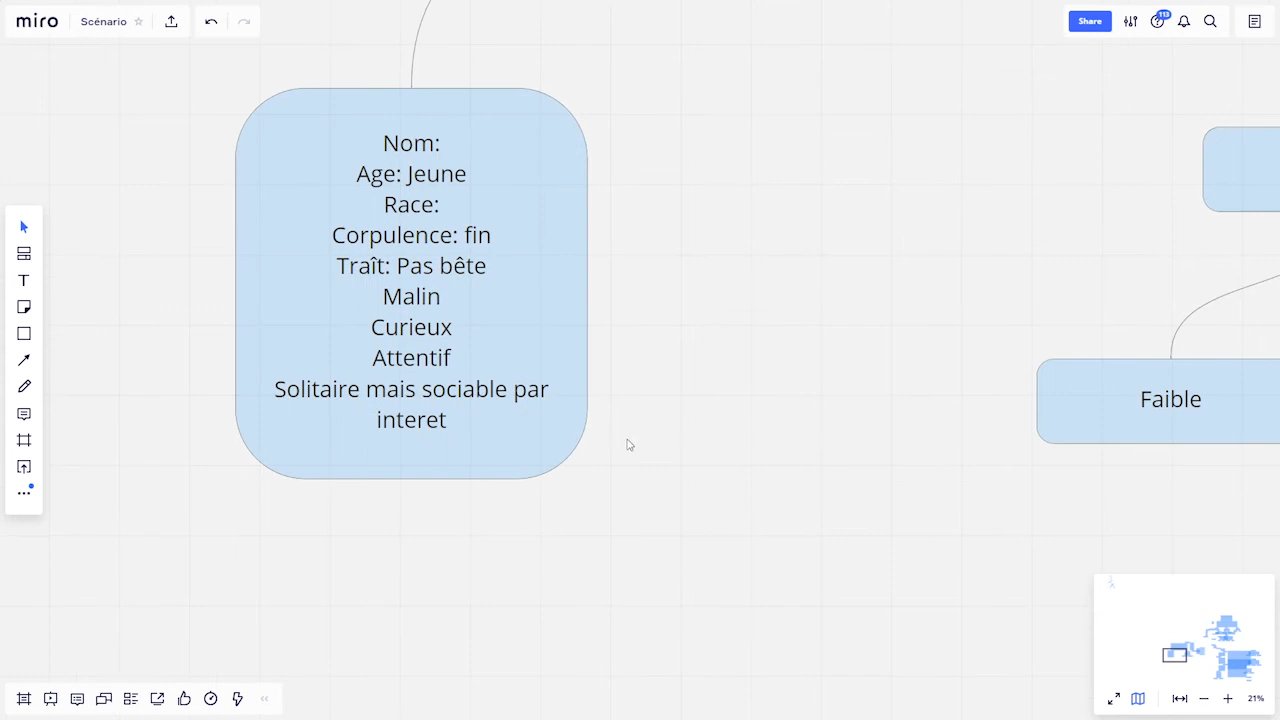 miro
Scénario
Share
113
Nom:
Age: Jeune
Race:
Corpulence: fin
Traît: Pas bête
Malin
Curieux
Attentif
Solitaire mais sociable par
interet
Faible
21%